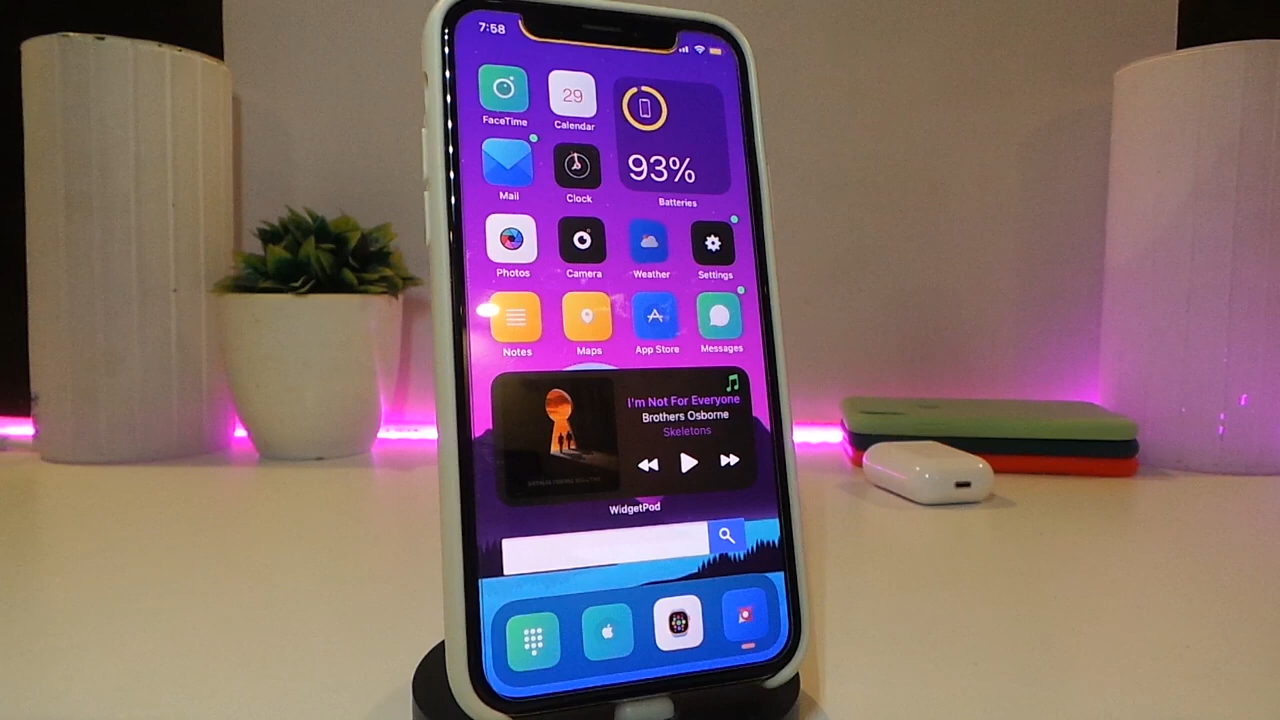 7:58
FaceTime
Calendar
29
Mail
Clock
93%
Batteries
Photos
Camera
Weather
Settings
Notes
Maps
App Store
Messages
I'm Not For Everyone
Brothers Osborne
Skeletons
WidgetPod